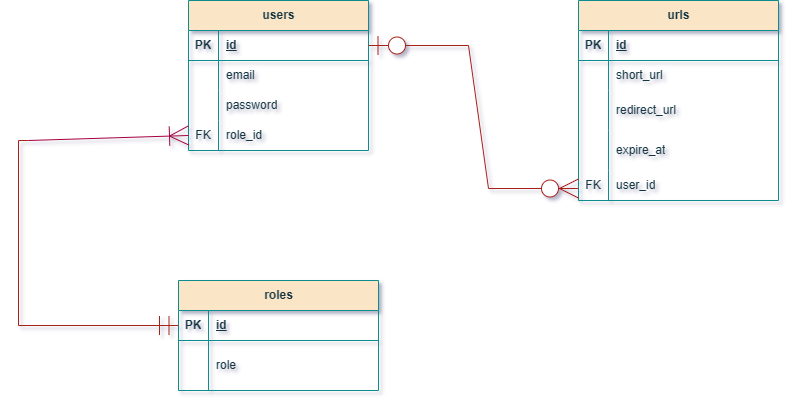 users
PK id
email
password
FK role_id
urls
PK id
short_url
redirect_url
expire_at
FK user_id
roles
PK id
role